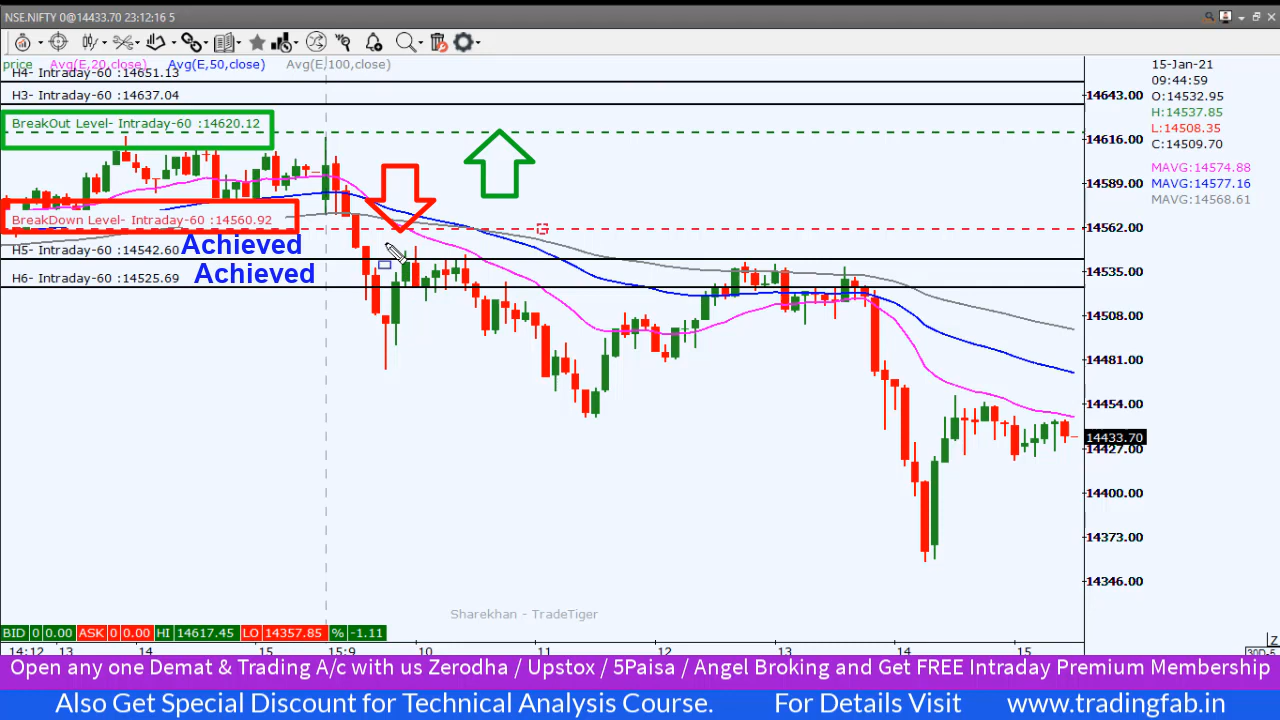 NSE.NIFTY 0@14433.70 23:12:16 5
price Avg(E,20,close) Avg(E,50,close) Avg(E,100,close)
H4- Intraday-60 :14651.13
H3- Intraday-60 :14637.04
BreakOut Level- Intraday-60 :14620.12
BreakDown Level- Intraday-60 :14560.92
H5- Intraday-60 :14542.60 Achieved
H6- Intraday-60 :14525.69 Achieved
15-Jan-21
09:44:59
O:14532.95
H:14537.85
L:14508.35
C:14509.70
MAVG:14574.88
MAVG:14577.16
MAVG:14568.61
14643.00
14616.00
14589.00
14562.00
14535.00
14508.00
14481.00
14454.00
14433.70
14427.00
14400.00
14373.00
14346.00
Sharekhan - TradeTiger
BID 0 0.00 ASK 0 0.00 HI 14617.45 LO 14357.85 % -1.11
14:12 13 14 15 15:9 10 11 12 13 14 15 30D-5
Z
Open any one Demat & Trading A/c with us Zerodha / Upstox / 5Paisa / Angel Broking and Get FREE Intraday Premium Membership
Also Get Special Discount for Technical Analysis Course. For Details Visit www.tradingfab.in